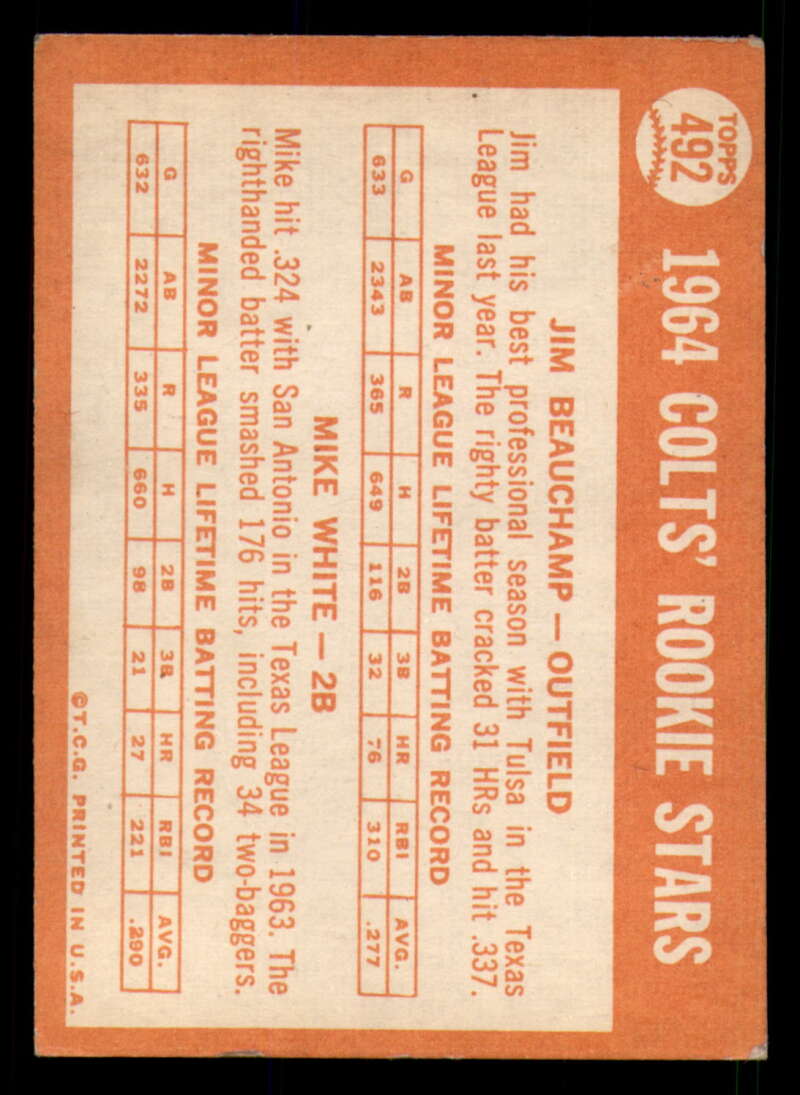 TOPPS
492
1964 COLTS' ROOKIE STARS
JIM BEAUCHAMP — OUTFIELD
Jim had his best professional season with Tulsa in the Texas
League last year. The righty batter cracked 31 HRs and hit .337.
MINOR LEAGUE LIFETIME BATTING RECORD
G AB R H 2B 3B HR RBI AVG.
633 2343 365 649 116 32 76 310 .277
MIKE WHITE — 2B
Mike hit .324 with San Antonio in the Texas League in 1963. The
righthanded batter smashed 176 hits, including 34 two-baggers.
MINOR LEAGUE LIFETIME BATTING RECORD
G AB R H 2B 3B HR RBI AVG.
632 2272 335 660 98 21 27 221 .290
©T.C.G. PRINTED IN U.S.A.